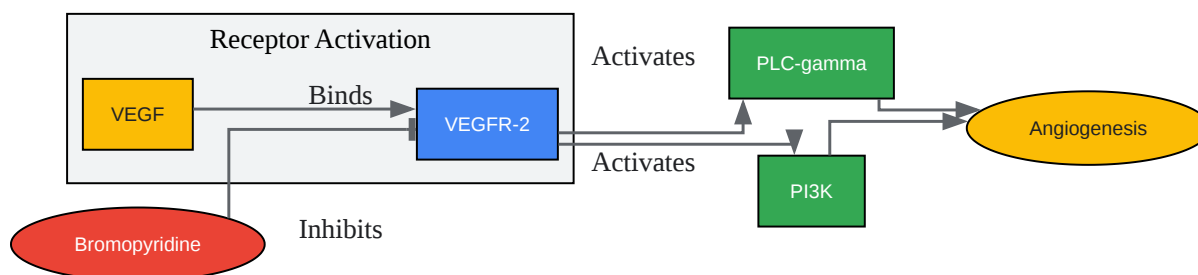 Receptor Activation
Activates
PLC-gamma
VEGF
Binds
VEGFR-2
Angiogenesis
Activates
PI3K
Inhibits
Bromopyridine